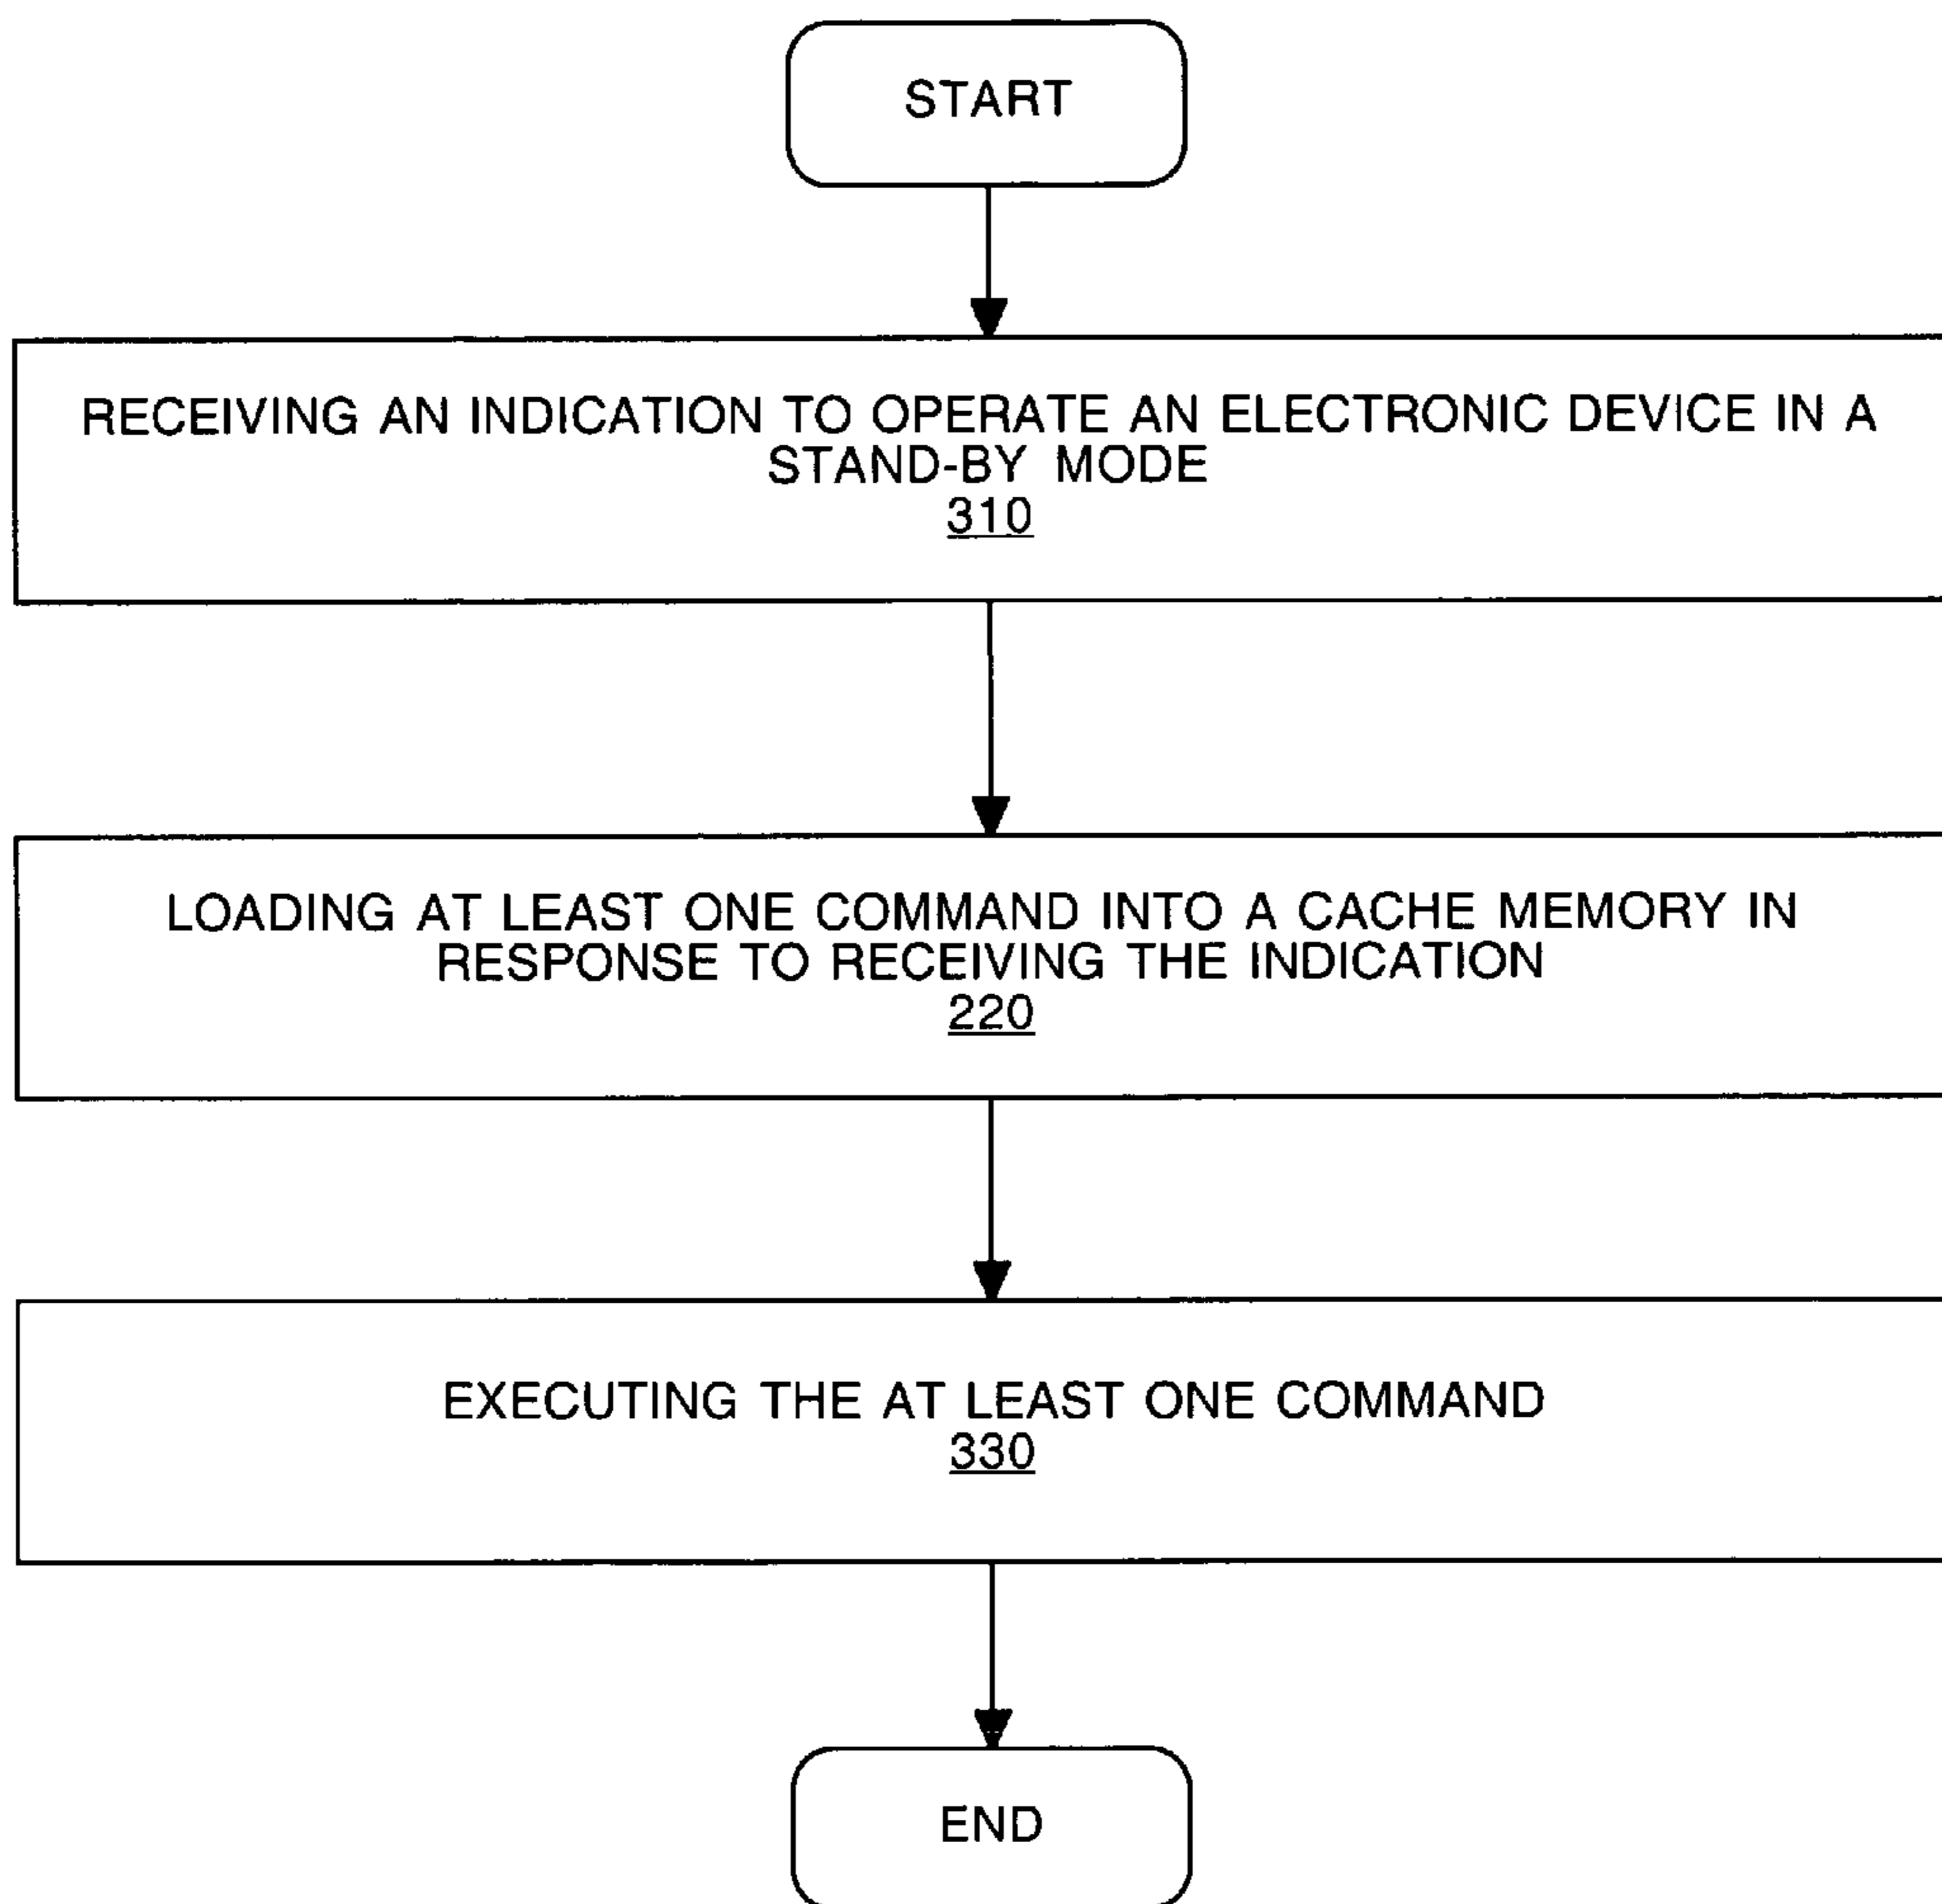 START
RECEIVING AN INDICATION TO OPERATE AN ELECTRONIC DEVICE IN A
STAND-BY MODE
310
LOADING AT LEAST ONE COMMAND INTO A CACHE MEMORY IN
RESPONSE TO RECEIVING THE INDICATION
220
EXECUTING THE AT LEAST ONE COMMAND
330
END